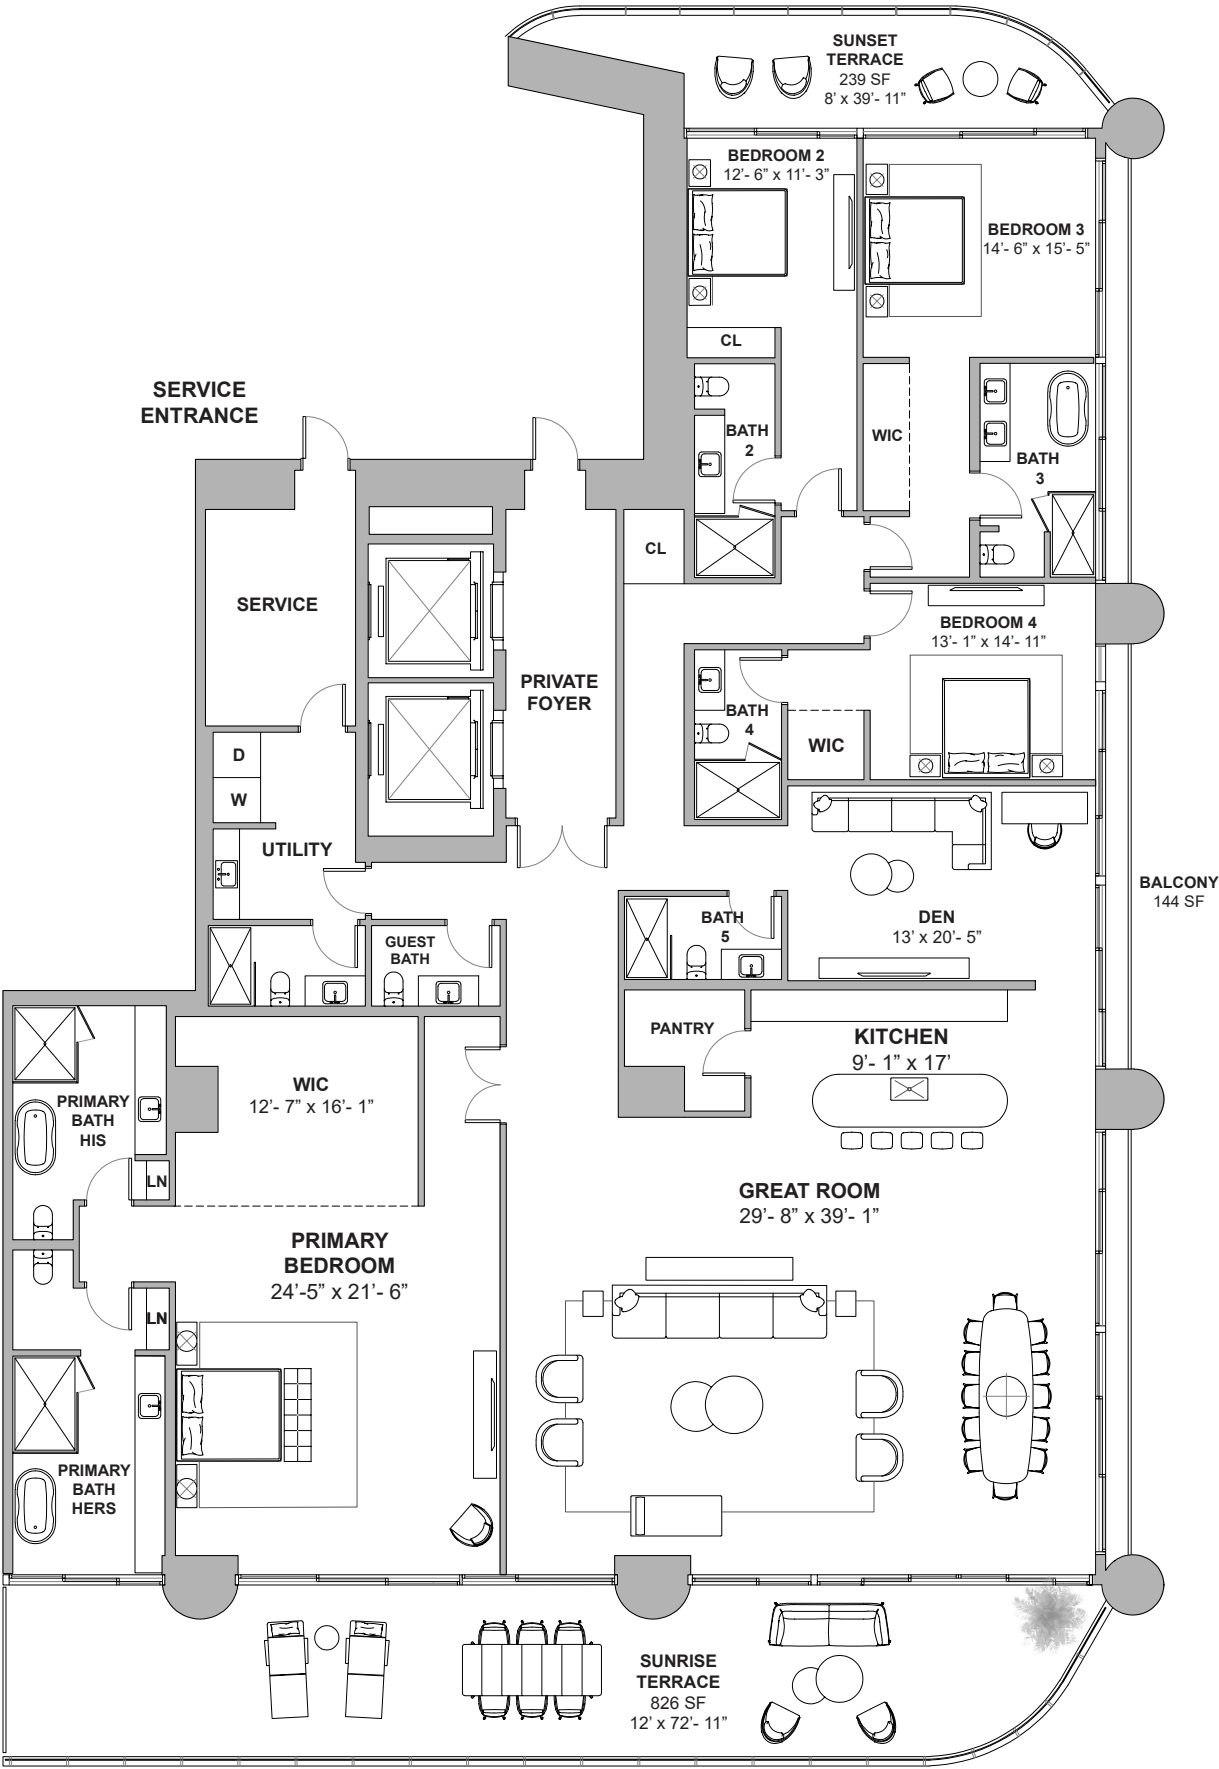 SUNSET
TERRACE
239 SF
8' x 39'- 11”
BEDROOM 2
12'- 6” x 11'- 3”
BEDROOM 3
14'- 6” x 15'- 5”
CL
SERVICE
ENTRANCE
BATH
2
WIC
BATH
3
CL
SERVICE
BEDROOM 4
13'- 1” x 14'- 11”
PRIVATE
FOYER
BATH
4
WIC
D
W
UTILITY
BALCONY
144 SF
GUEST
BATH
BATH
5
DEN
13' x 20'- 5”
PANTRY
KITCHEN
9'- 1” x 17'
WIC
12'- 7” x 16'- 1”
PRIMARY
BATH
HIS
LN
GREAT ROOM
29'- 8” x 39'- 1”
PRIMARY
BEDROOM
24'-5” x 21'- 6”
LN
PRIMARY
BATH
HERS
SUNRISE
TERRACE
826 SF
12' x 72'- 11”